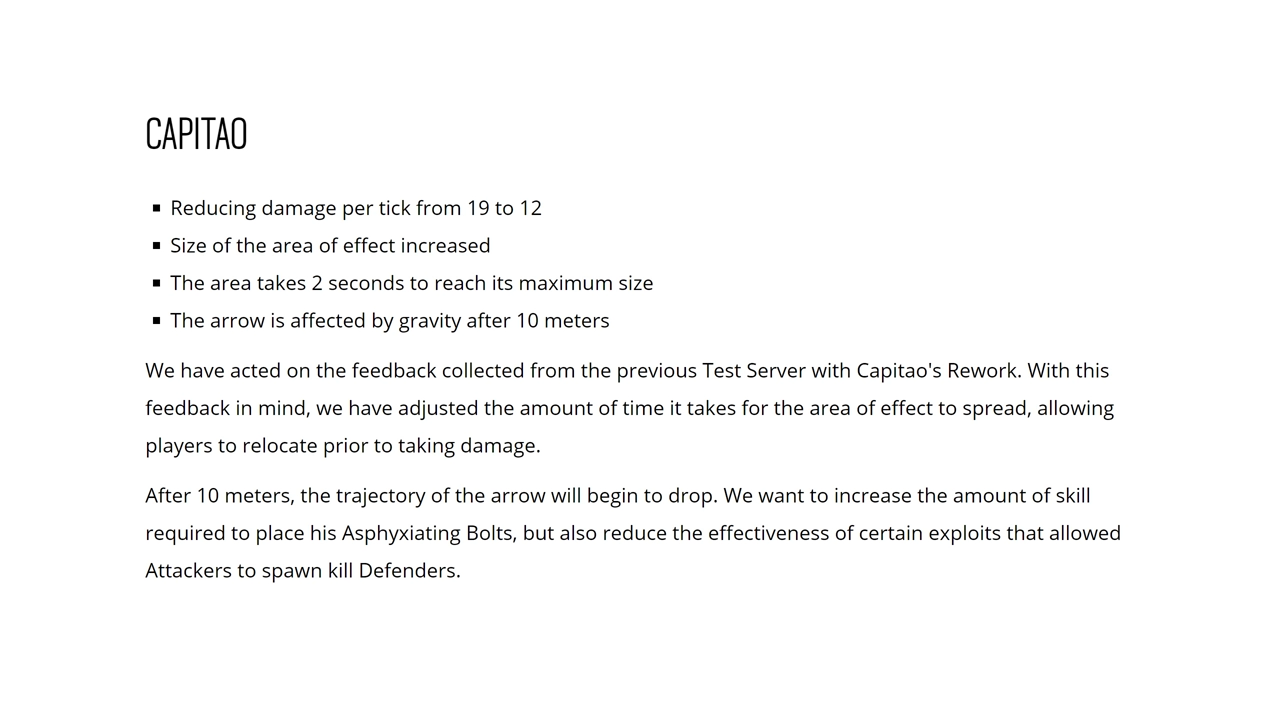 CAPITAO
▪ Reducing damage per tick from 19 to 12
▪ Size of the area of effect increased
▪ The area takes 2 seconds to reach its maximum size
▪ The arrow is affected by gravity after 10 meters
We have acted on the feedback collected from the previous Test Server with Capitao's Rework. With this
feedback in mind, we have adjusted the amount of time it takes for the area of effect to spread, allowing
players to relocate prior to taking damage.
After 10 meters, the trajectory of the arrow will begin to drop. We want to increase the amount of skill
required to place his Asphyxiating Bolts, but also reduce the effectiveness of certain exploits that allowed
Attackers to spawn kill Defenders.